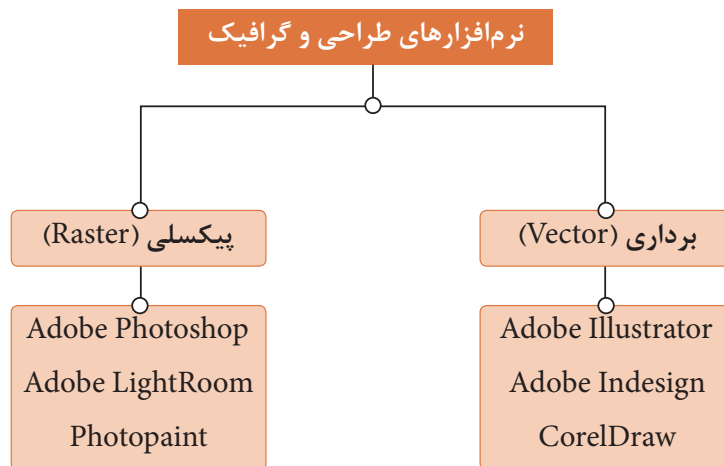 نرم‌افزارهای طراحی و گرافیک
برداری (Vector)
Adobe Illustrator
Adobe Indesign
CorelDraw
پیکسلی (Raster)
Adobe Photoshop
Adobe LightRoom
Photopaint